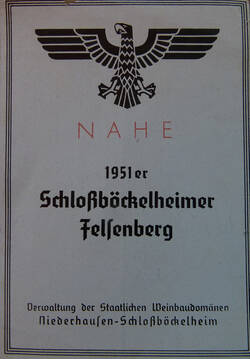 NAHE
1951er
Schloßböckelheimer
Felsenberg
Verwaltung der Staatlichen Weinbaudomänen
Niederhausen-Schloßböckelheim